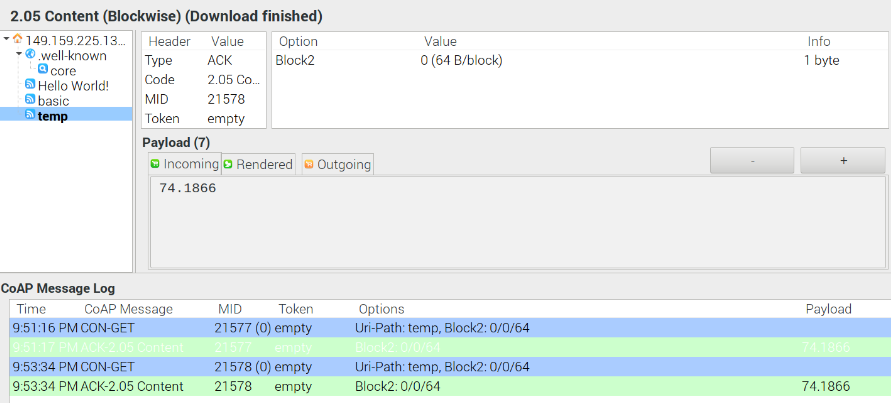 2.05 Content (Blockwise) (Download finished)
149.159.225.13...
.well-known
core
Hello World!
basic
temp
Header Value
Type ACK
Code 2.05 Co...
MID 21578
Token empty
Option Value Info
Block2 0 (64 B/block) 1 byte
Payload (7)
Incoming Rendered Outgoing
- +
74.1866
CoAP Message Log
Time CoAP Message MID Token Options Payload
9:51:16 PM CON-GET 21577 (0) empty Uri-Path: temp, Block2: 0/0/64
9:51:17 PM ACK-2.05 Content 21577 empty Block2: 0/0/64 74.1866
9:53:34 PM CON-GET 21578 (0) empty Uri-Path: temp, Block2: 0/0/64
9:53:34 PM ACK-2.05 Content 21578 empty Block2: 0/0/64 74.1866